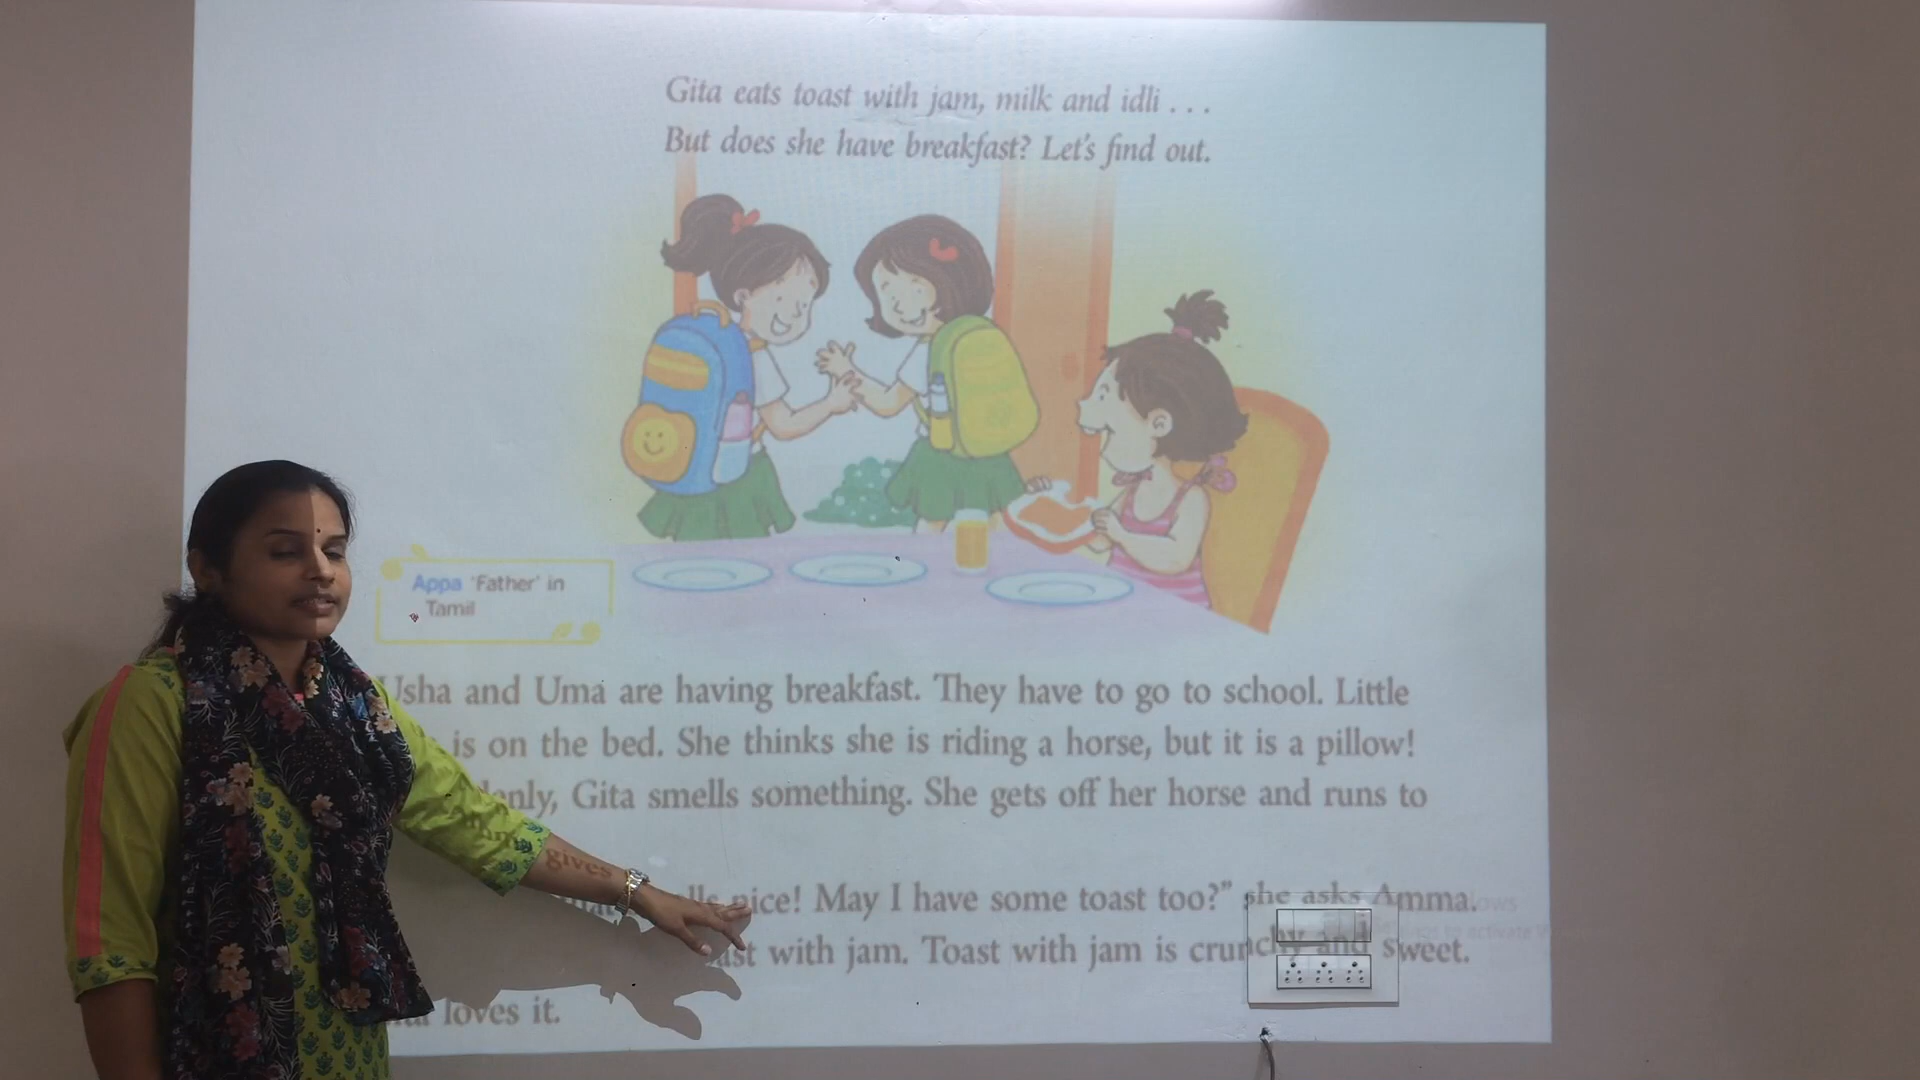 Gita eats toast with jam, milk and idli . . .
But does she have breakfast? Let's find out.
Appa 'Father' in
Tamil
Usha and Uma are having breakfast. They have to go to school. Little
is on the bed. She thinks she is riding a horse, but it is a pillow!
Gita smells something. She gets off her horse and runs to
gives
nice! May I have some toast too?" she asks Amma.
with jam. Toast with jam is crunchy and sweet.
loves it.